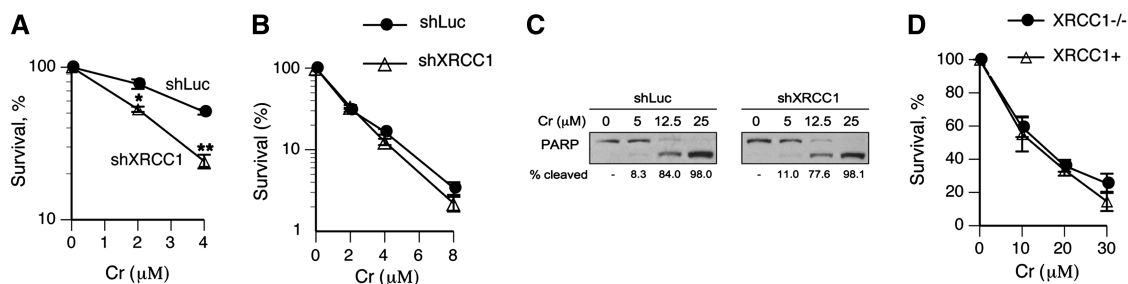 A
Survival, %
100
10
shLuc
shXRCC1
*
**
0 1 2 3 4
Cr (μM)
B
shLuc
shXRCC1
Survival (%)
100
10
1
0 2 4 6 8
Cr (μM)
C
shLuc shXRCC1
Cr (μM) 0 5 12.5 25 0 5 12.5 25
PARP
% cleaved - 8.3 84.0 98.0 - 11.0 77.6 98.1
D
XRCC1-/-
XRCC1+
Survival, %
100
80
60
40
20
0
0 10 20 30
Cr (μM)